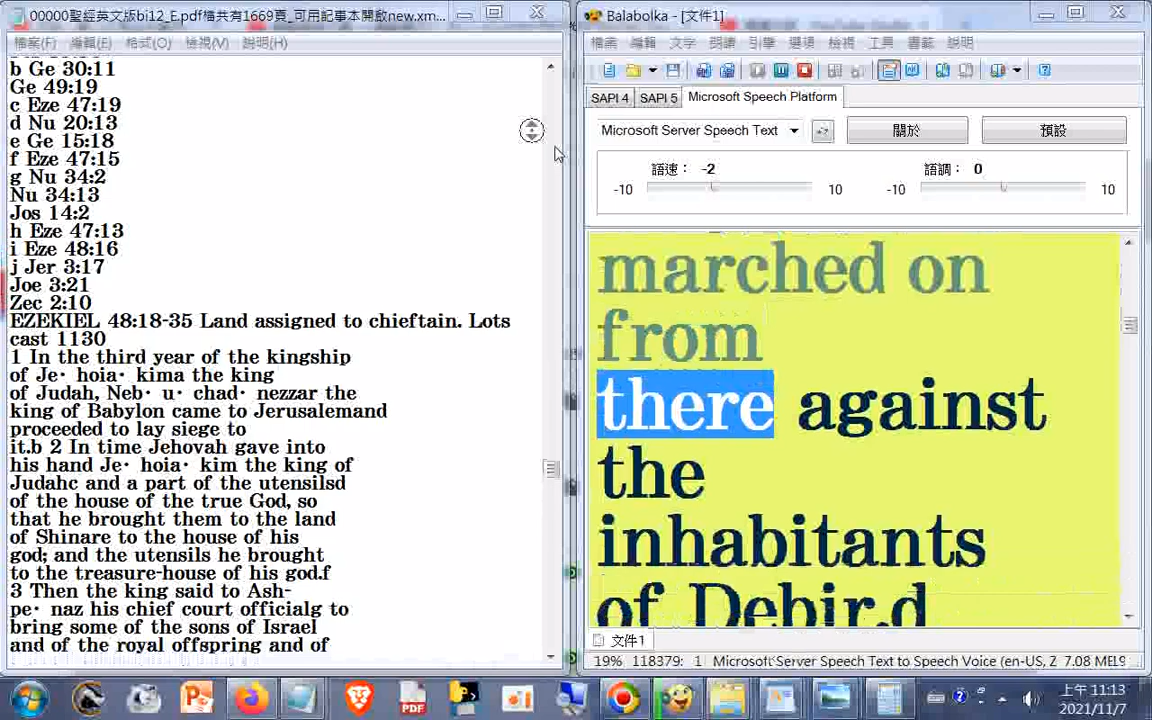 00000聖經英文版bi12_E.pdf檔共有1669頁_可用記事本開啟new.xm...
檔案(F) 編輯(E) 格式(O) 檢視(V) 說明(H)
b Ge 30:11
Ge 49:19
c Eze 47:19
d Nu 20:13
e Ge 15:18
f Eze 47:15
g Nu 34:2
Nu 34:13
Jos 14:2
h Eze 47:13
i Eze 48:16
j Jer 3:17
Joe 3:21
Zec 2:10
EZEKIEL 48:18-35 Land assigned to chieftain. Lots
cast 1130
1 In the third year of the kingship
of Je· hoia· kima the king
of Judah, Neb· u· chad· nezzar the
king of Babylon came to Jerusalemand
proceeded to lay siege to
it.b 2 In time Jehovah gave into
his hand Je· hoia· kim the king of
Judahc and a part of the utensilsd
of the house of the true God, so
that he brought them to the land
of Shinare to the house of his
god; and the utensils he brought
to the treasure-house of his god.f
3 Then the king said to Ash-
pe· naz his chief court officialg to
bring some of the sons of Israel
and of the royal offspring and of
Balabolka - [文件1]
檔案 編輯 文字 朗讀 引擎 選項 檢視 工具 書籤 說明
SAPI 4 SAPI 5 Microsoft Speech Platform
Microsoft Server Speech Text 關於 預設
語速： -2 語調： 0
-10 10 -10 10
marched on
from
there against
the
inhabitants
of Debir.d
文件1
19% 118379: 1 Microsoft Server Speech Text to Speech Voice (en-US, 2 7.08 МБ
PDF
上午 11:13
2021/11/7